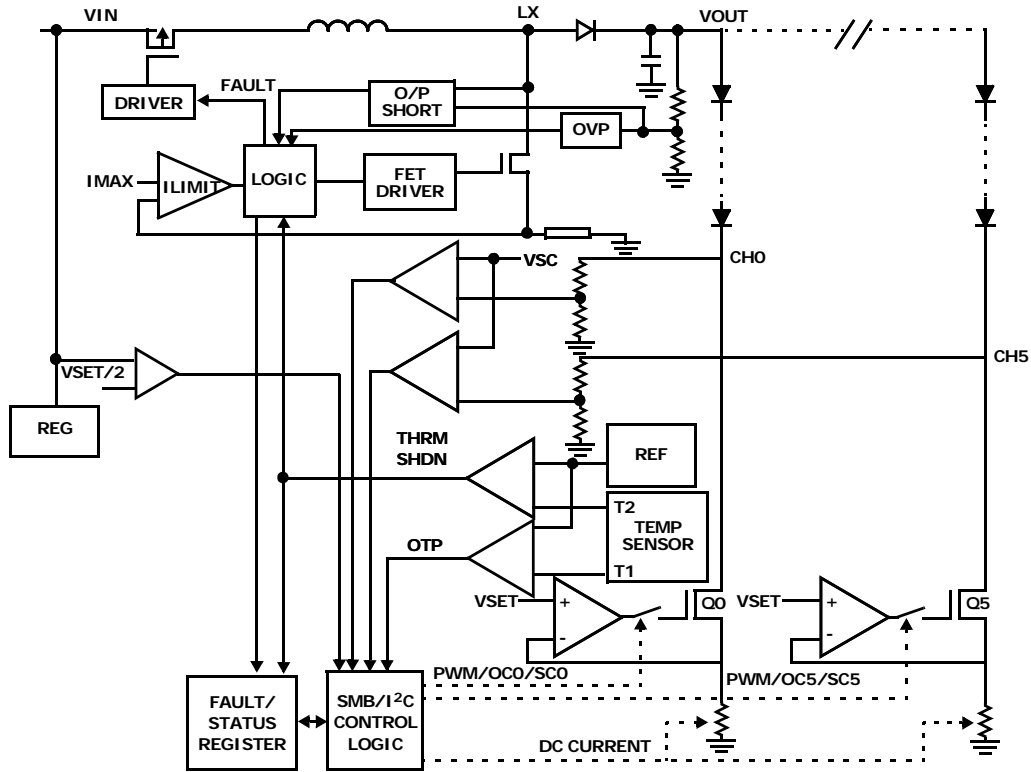 VIN
LX
VOUT
FAULT
DRIVER
O/P
SHORT
OVP
IMAX
ILIMIT
LOGIC
FET
DRIVER
VSC
CH0
CH5
VSET/2
REG
THRM
SHDN
REF
T2
TEMP
SENSOR
T1
OTP
VSET
+
-
Q0
VSET
+
-
Q5
PWM/OC0/SC0
PWM/OC5/SC5
FAULT/
STATUS
REGISTER
SMB/I²C
CONTROL
LOGIC
DC CURRENT